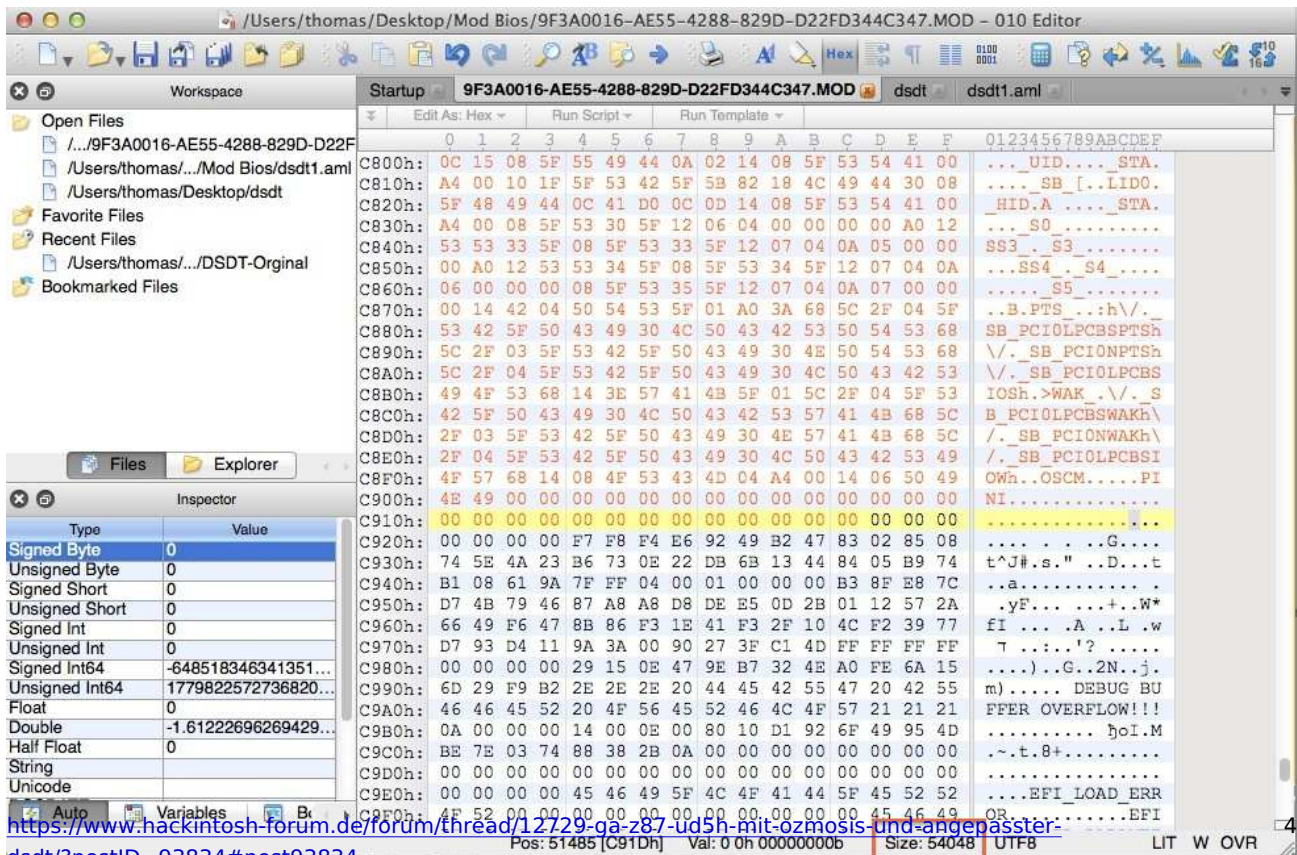 /Users/thomas/Desktop/Mod Bios/9F3A0016-AE55-4288-829D-D22FD344C347.MOD - 010 Editor
Hex
Workspace
Open Files
/.../9F3A0016-AE55-4288-829D-D22F
/Users/thomas/.../Mod Bios/dsdt1.aml
/Users/thomas/Desktop/dsdt
Favorite Files
Recent Files
/Users/thomas/.../DSDT-Orginal
Bookmarked Files
Files Explorer
Inspector
Type Value
Signed Byte 0
Unsigned Byte 0
Signed Short 0
Unsigned Short 0
Signed Int 0
Unsigned Int 0
Signed Int64 -648518346341351...
Unsigned Int64 1779822572736820...
Float 0
Double -1.61222696269429...
Half Float 0
String
Unicode
Auto Variables
Startup 9F3A0016-AE55-4288-829D-D22FD344C347.MOD dsdt dsdt1.aml
Edit As: Hex Run Script Run Template
0 1 2 3 4 5 6 7 8 9 A B C D E F 0123456789ABCDEF
C800h: 0C 15 08 5F 55 49 44 0A 02 14 08 5F 53 54 41 00 ..._UID...._STA.
C810h: A4 00 10 1F 5F 53 42 5F 5B 82 18 4C 49 44 30 08 ...._SB_[..LID0.
C820h: 5F 48 49 44 0C 41 D0 0C 0D 14 08 5F 53 54 41 00 _HID.A ...._STA.
C830h: A4 00 08 5F 53 30 5F 12 06 04 00 00 00 00 A0 12 ..._S0_.........
C840h: 53 53 33 5F 08 5F 53 33 5F 12 07 04 0A 05 00 00 SS3_._S3_.......
C850h: 00 A0 12 53 53 34 5F 08 5F 53 34 5F 12 07 04 0A ...SS4_._S4_....
C860h: 06 00 00 00 08 5F 53 35 5F 12 07 04 0A 07 00 00 ....._S5_.......
C870h: 00 14 42 04 50 54 53 5F 01 A0 3A 68 5C 2F 04 5F ..B.PTS_..:h\/._
C880h: 53 42 5F 50 43 49 30 4C 50 43 42 53 50 54 53 68 SB_PCI0LPCBSPTSh
C890h: 5C 2F 03 5F 53 42 5F 50 43 49 30 4E 50 54 53 68 \/._SB_PCI0NPTSh
C8A0h: 5C 2F 04 5F 53 42 5F 50 43 49 30 4C 50 43 42 53 \/._SB_PCI0LPCBS
C8B0h: 49 4F 53 68 14 3E 57 41 4B 5F 01 5C 2F 04 5F 53 IOSh.>WAK_.\/._S
C8C0h: 42 5F 50 43 49 30 4C 50 43 42 53 57 41 4B 68 5C B_PCI0LPCBSWAKh\
C8D0h: 2F 03 5F 53 42 5F 50 43 49 30 4E 57 41 4B 68 5C /._SB_PCI0NWAKh\
C8E0h: 2F 04 5F 53 42 5F 50 43 49 30 4C 50 43 42 53 49 /._SB_PCI0LPCBSI
C8F0h: 4F 57 68 14 08 4F 53 43 4D 04 A4 00 14 06 50 49 OWh..OSCM.....PI
C900h: 4E 49 00 00 00 00 00 00 00 00 00 00 00 00 00 00 NI..............
C910h: 00 00 00 00 00 00 00 00 00 00 00 00 00 00 00 00 ................
C920h: 00 00 00 00 F7 F8 F4 E6 92 49 B2 47 83 02 85 08 .... . . ..G....
C930h: 74 5E 4A 23 B6 73 0E 22 DB 6B 13 44 84 05 B9 74 t^J#.s." ..D...t
C940h: B1 08 61 9A 7F FF 04 00 01 00 00 00 B3 8F E8 7C ..a............ .
C950h: D7 4B 79 46 87 A8 A8 D8 DE E5 0D 2B 01 12 57 2A .yF... ...+..W*
C960h: 66 49 F6 47 8B 86 F3 1E 41 F3 2F 10 4C F2 39 77 fI ... .A ..L .w
C970h: D7 93 D4 11 9A 3A 00 90 27 3F C1 4D FF FF FF FF ..:..'? .....
C980h: 00 00 00 00 29 15 0E 47 9E B7 32 4E A0 FE 6A 15 ....)..G..2N..j.
C990h: 6D 29 F9 B2 2E 2E 2E 20 44 45 42 55 47 20 42 55 m)..... DEBUG BU
C9A0h: 46 46 45 52 20 4F 56 45 52 46 4C 4F 57 21 21 21 FFER OVERFLOW!!!
C9B0h: 0A 00 00 00 14 00 0E 00 80 10 D1 92 6F 49 95 4D .......... ђoI.M
C9C0h: BE 7E 03 74 88 38 2B 0A 00 00 00 00 00 00 00 00 .~.t.8+.........
C9D0h: 00 00 00 00 00 00 00 00 00 00 00 00 00 00 00 00 ................
C9E0h: 00 00 00 00 45 46 49 5F 4C 4F 41 44 5F 45 52 52 ....EFI_LOAD_ERR
C9F0h: 4F 52 00 00 00 00 00 00 00 00 00 00 00 45 46 49 OR...........EFI
https://www.hackintosh-forum.de/forum/thread/12729-ga-z87-ud5h-mit-ozmosis-und-angepasster-
4
Pos: 51485 [C91Dh] Val: 0 0h 00000000b Size: 54048 UTF8 LIT W OVR